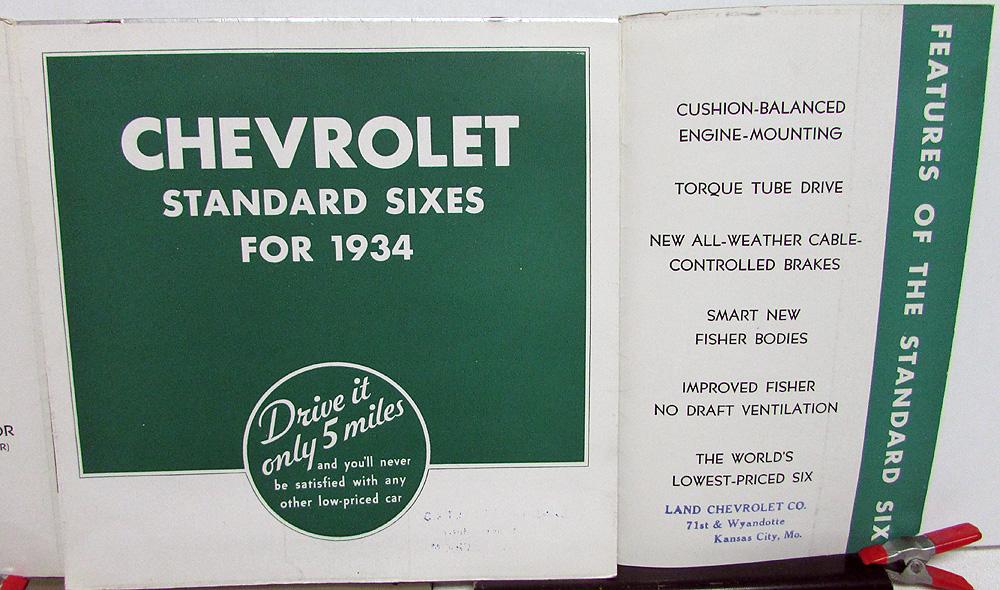 CHEVROLET
STANDARD SIXES
FOR 1934
Drive it
only 5 miles
and you'll never
be satisfied with any
other low-priced car
CUSHION-BALANCED
ENGINE-MOUNTING
TORQUE TUBE DRIVE
NEW ALL-WEATHER CABLE-
CONTROLLED BRAKES
SMART NEW
FISHER BODIES
IMPROVED FISHER
NO DRAFT VENTILATION
THE WORLD'S
LOWEST-PRICED SIX
LAND CHEVROLET CO.
71st & Wyandotte
Kansas City, Mo.
FEATURES OF THE STANDARD SIX